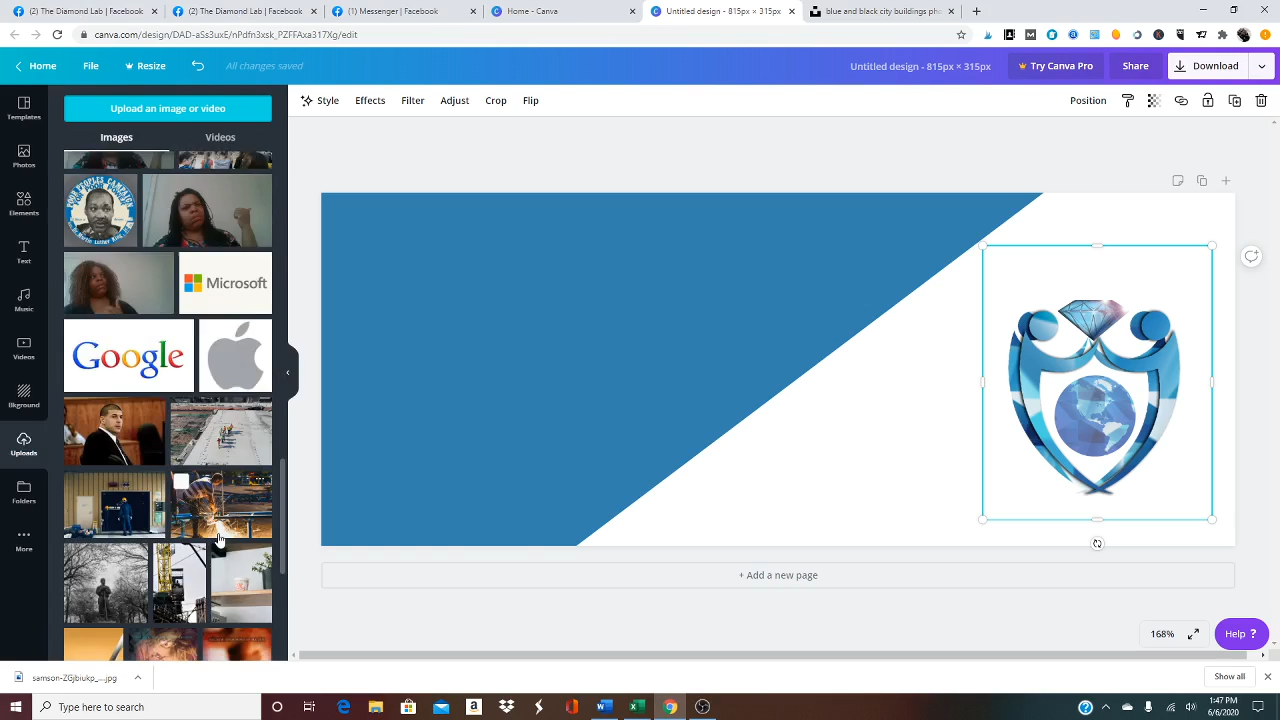 (2) The Diamond Lab | Facebook
(2) The Diamond Lab | Facebook
(1) Messenger | Facebook
Home - Canva
Untitled design - 815px × 315px
blue and black city buildings ph
canva.com/design/DAD-aSs3uxE/nPdfn3xsk_PZFFAxa317Xg/edit
Home File Resize All changes saved Untitled design - 815px × 315px Try Canva Pro Share Download
Templates
Photos
Elements
Text
Music
Videos
Bkground
Uploads
Folders
More
Upload an image or video
Images Videos
POOR PEOPLES CAMPAIGN
Microsoft
Google
Style Effects Filter Adjust Crop Flip Position
+ Add a new page
168%
Help ?
samson-ZGjbiukp_-...jpg
Show all
Type here to search
1:47 PM
6/6/2020